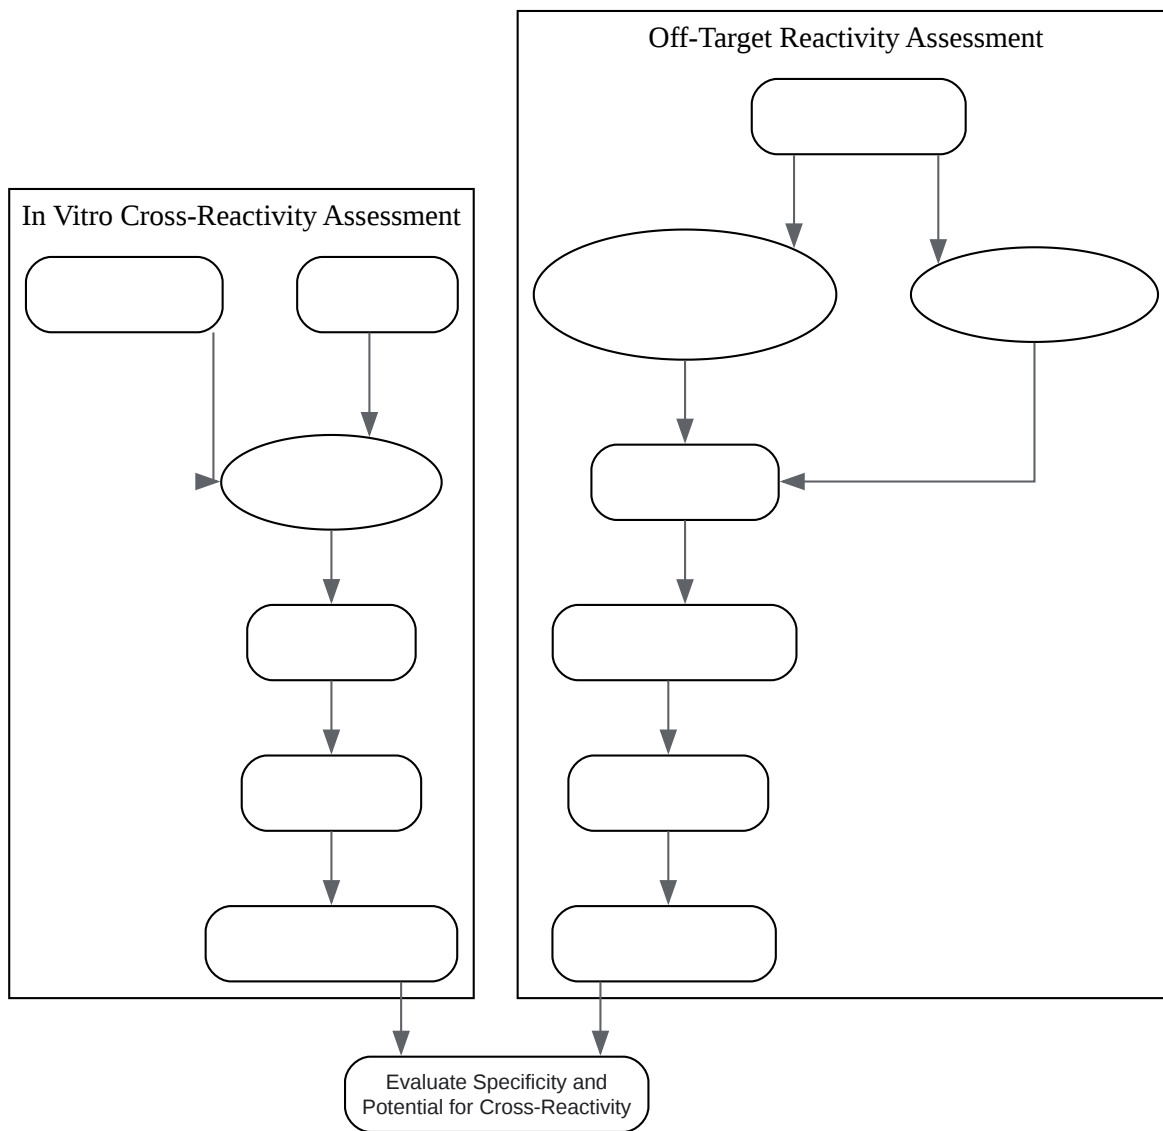 Off-Target Reactivity Assessment
In Vitro Cross-Reactivity Assessment
Evaluate Specificity and
Potential for Cross-Reactivity